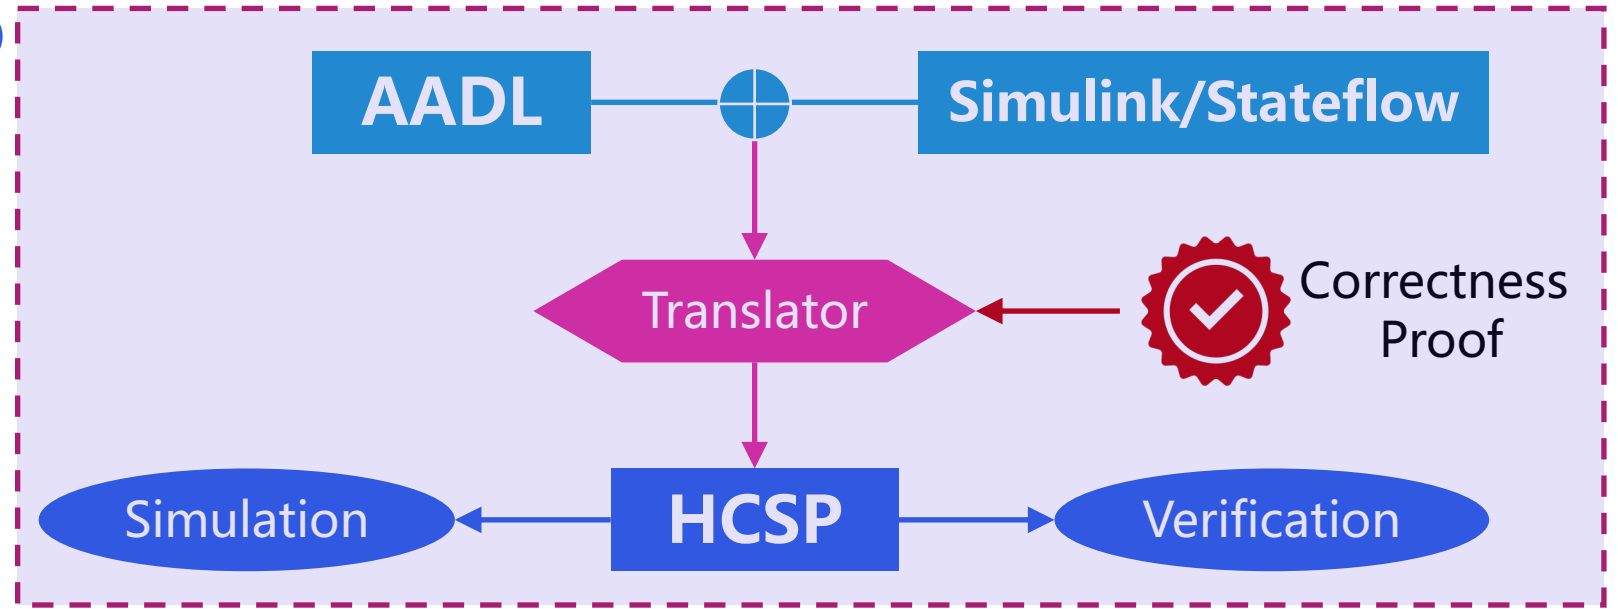 AADL
Simulink/Stateflow
Translator
Correctness
Proof
Simulation
HCSP
Verification